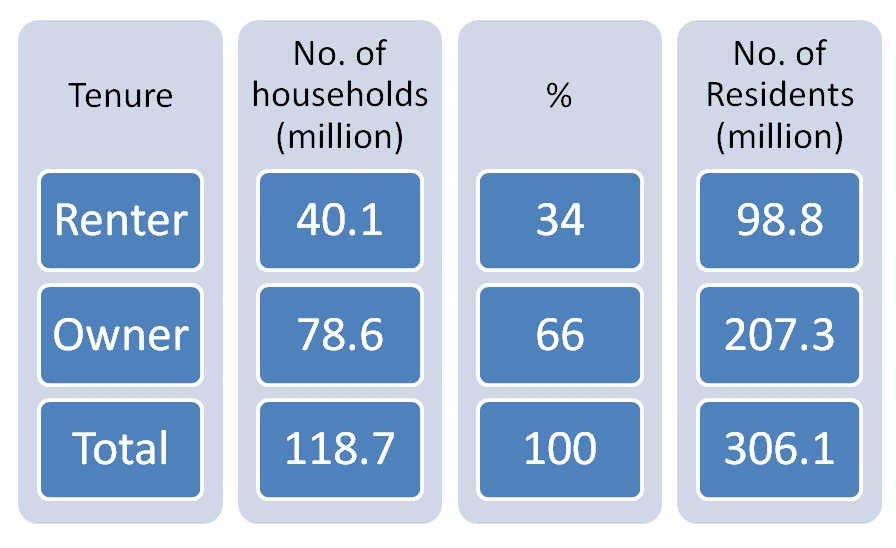 Tenure
No. of
households
(million)
%
No. of
Residents
(million)
Renter
40.1
34
98.8
Owner
78.6
66
207.3
Total
118.7
100
306.1